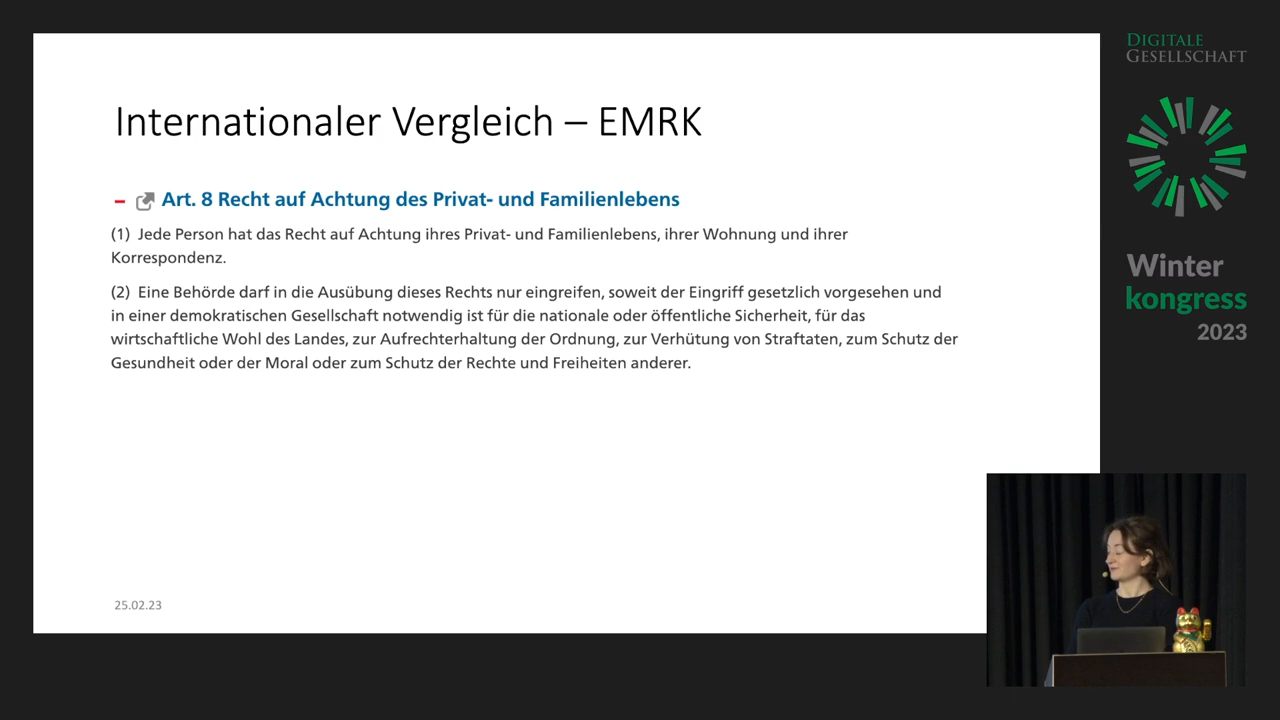 Internationaler Vergleich – EMRK
– Art. 8 Recht auf Achtung des Privat- und Familienlebens
(1) Jede Person hat das Recht auf Achtung ihres Privat- und Familienlebens, ihrer Wohnung und ihrer
Korrespondenz.
(2) Eine Behörde darf in die Ausübung dieses Rechts nur eingreifen, soweit der Eingriff gesetzlich vorgesehen und
in einer demokratischen Gesellschaft notwendig ist für die nationale oder öffentliche Sicherheit, für das
wirtschaftliche Wohl des Landes, zur Aufrechterhaltung der Ordnung, zur Verhütung von Straftaten, zum Schutz der
Gesundheit oder der Moral oder zum Schutz der Rechte und Freiheiten anderer.
25.02.23
DIGITALE
GESELLSCHAFT
Winter
kongress
2023